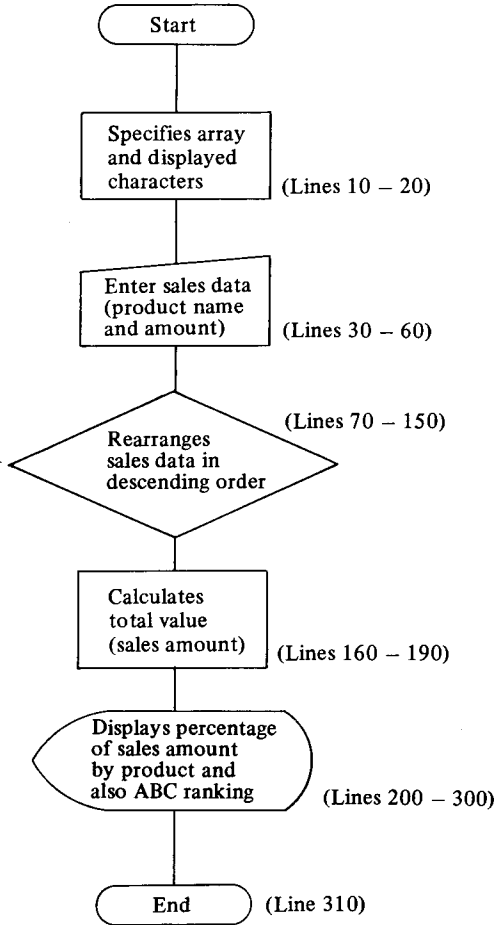 Start
Specifies array
and displayed
characters
(Lines 10 – 20)
Enter sales data
(product name
and amount)
(Lines 30 – 60)
(Lines 70 – 150)
Rearranges
sales data in
descending order
Calculates
total value
(sales amount)
(Lines 160 – 190)
Displays percentage
of sales amount
by product and
also ABC ranking
(Lines 200 – 300)
End
(Line 310)